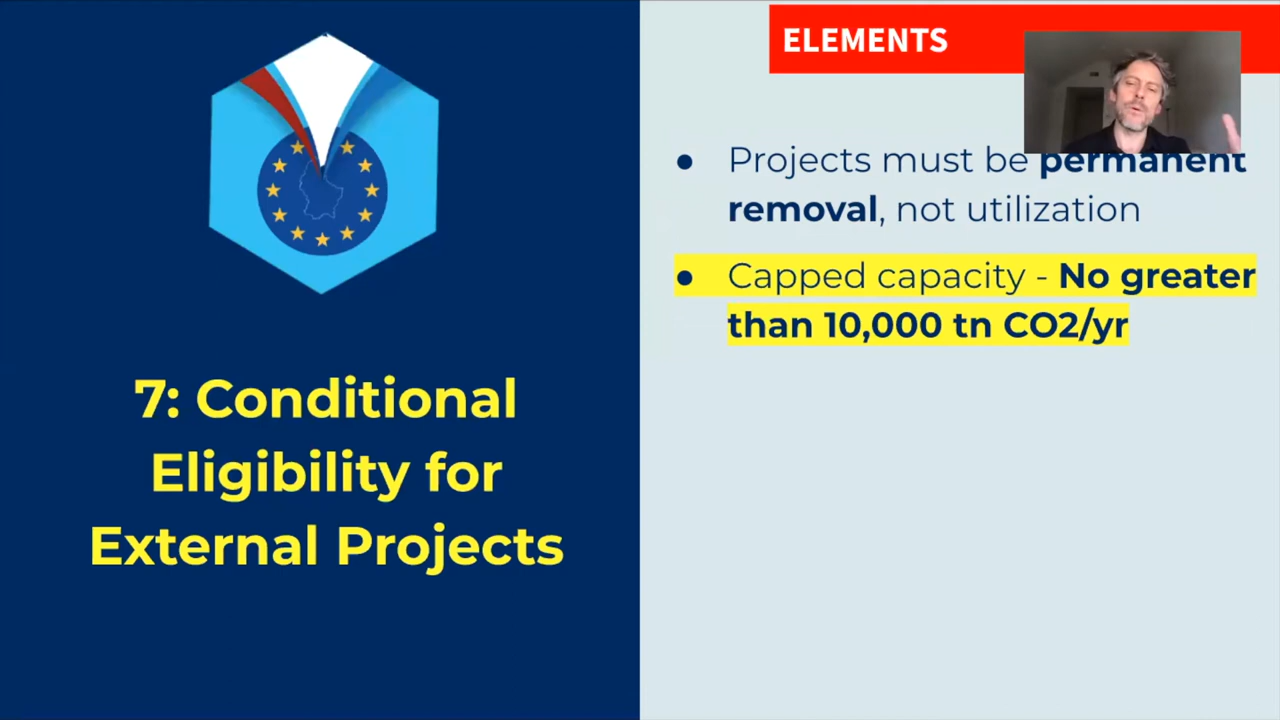 7: Conditional
Eligibility for
External Projects
ELEMENTS
● Projects must be permanent
removal, not utilization
● Capped capacity - No greater
than 10,000 tn CO2/yr